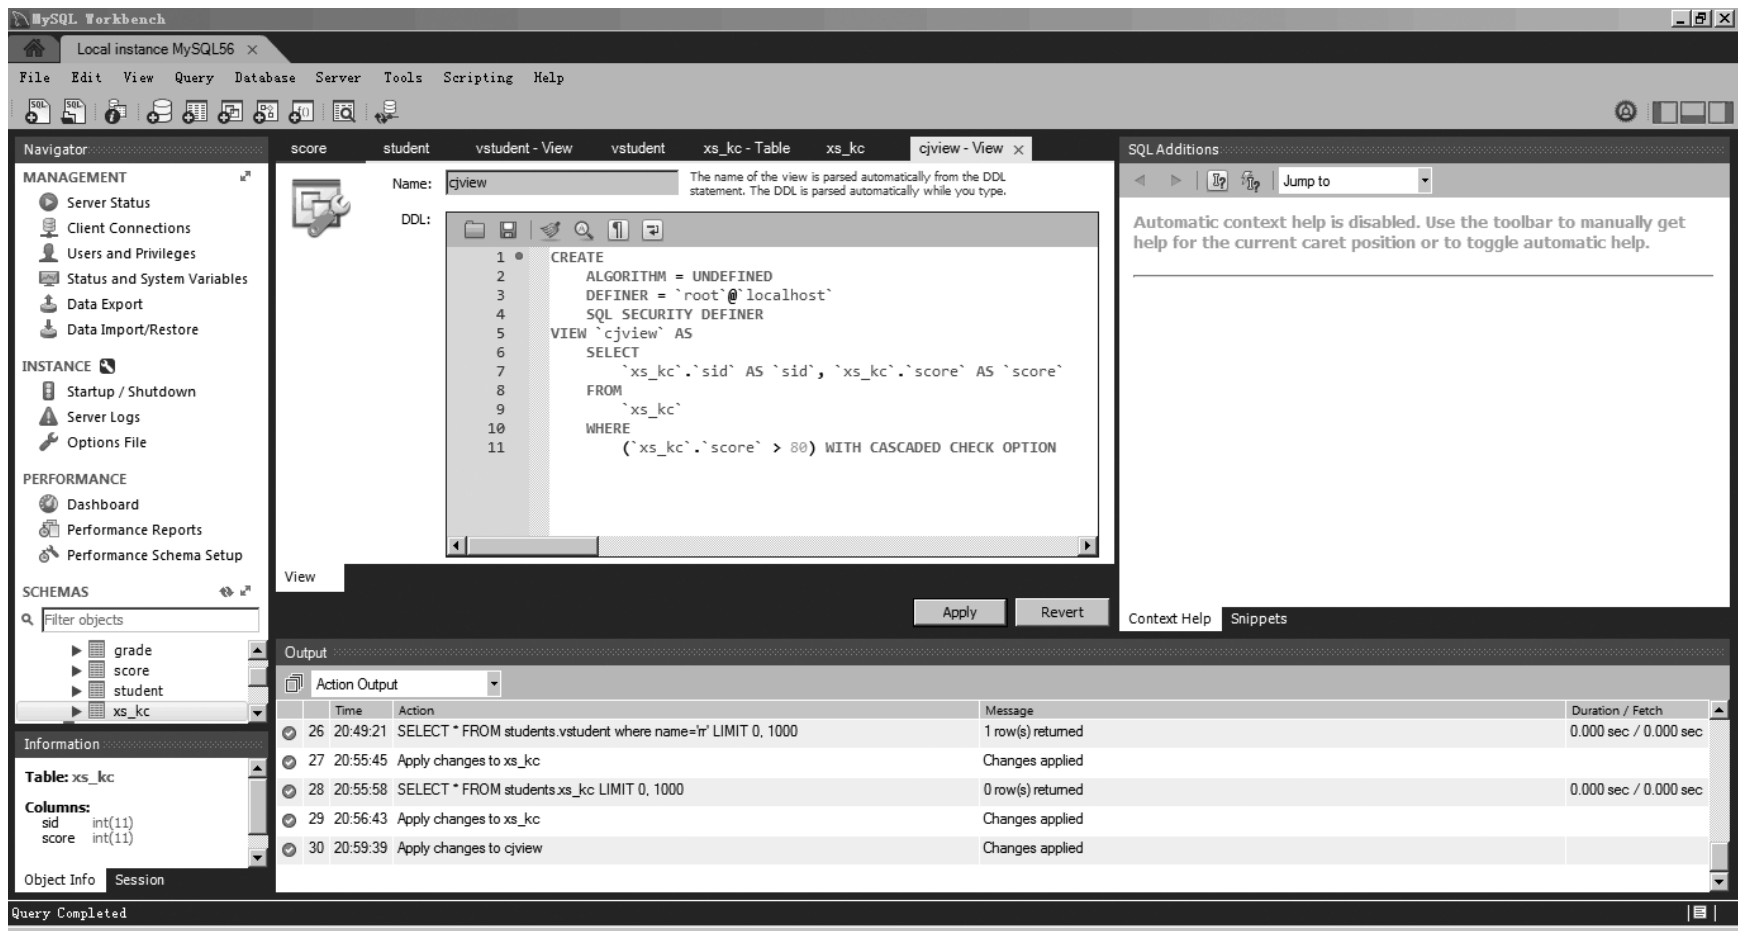 MySQL Workbench
Local instance MySQL56 ×
File Edit View Query Database Server Tools Scripting Help
Navigator
MANAGEMENT
Server Status
Client Connections
Users and Privileges
Status and System Variables
Data Export
Data Import/Restore
INSTANCE
Startup / Shutdown
Server Logs
Options File
PERFORMANCE
Dashboard
Performance Reports
Performance Schema Setup
SCHEMAS
Filter objects
grade
score
student
xs_kc
Information
Table: xs_kc
Columns:
sid int(11)
score int(11)
Object Info Session
score student vstudent - View vstudent xs_kc - Table xs_kc cjview - View ×
Name: cjview
The name of the view is parsed automatically from the DDL
statement. The DDL is parsed automatically while you type.
DDL:
1 CREATE
2 ALGORITHM = UNDEFINED
3 DEFINER = `root`@`localhost`
4 SQL SECURITY DEFINER
5 VIEW `cjview` AS
6 SELECT
7 `xs_kc`.`sid` AS `sid`, `xs_kc`.`score` AS `score`
8 FROM
9 `xs_kc`
10 WHERE
11 (`xs_kc`.`score` > 80) WITH CASCADED CHECK OPTION
View
Apply Revert
SQL Additions
Jump to
Automatic context help is disabled. Use the toolbar to manually get
help for the current caret position or to toggle automatic help.
Context Help Snippets
Output
Action Output
Time Action Message Duration / Fetch
26 20:49:21 SELECT * FROM students.vstudent where name='rr' LIMIT 0, 1000 1 row(s) returned 0.000 sec / 0.000 sec
27 20:55:45 Apply changes to xs_kc Changes applied
28 20:55:58 SELECT * FROM students.xs_kc LIMIT 0, 1000 0 row(s) returned 0.000 sec / 0.000 sec
29 20:56:43 Apply changes to xs_kc Changes applied
30 20:59:39 Apply changes to cjview Changes applied
Query Completed